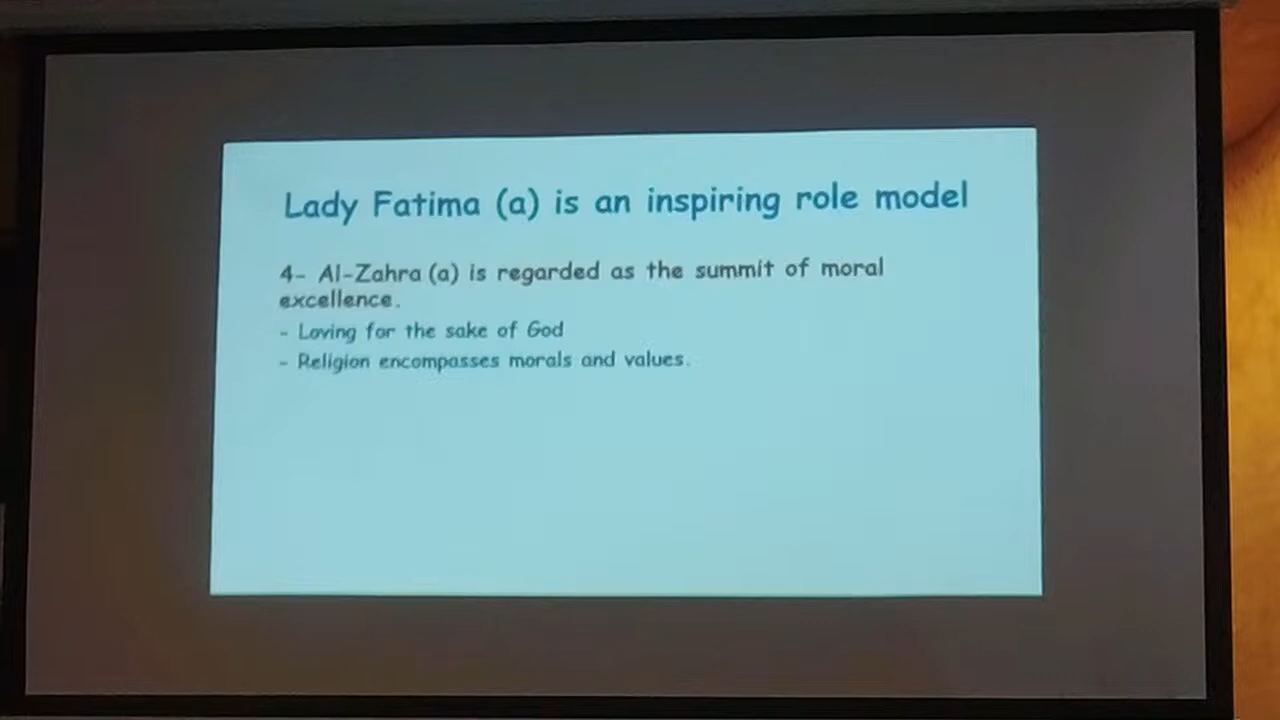 Lady Fatima (a) is an inspiring role model
4- Al-Zahra (a) is regarded as the summit of moral
excellence.
- Loving for the sake of God
- Religion encompasses morals and values.